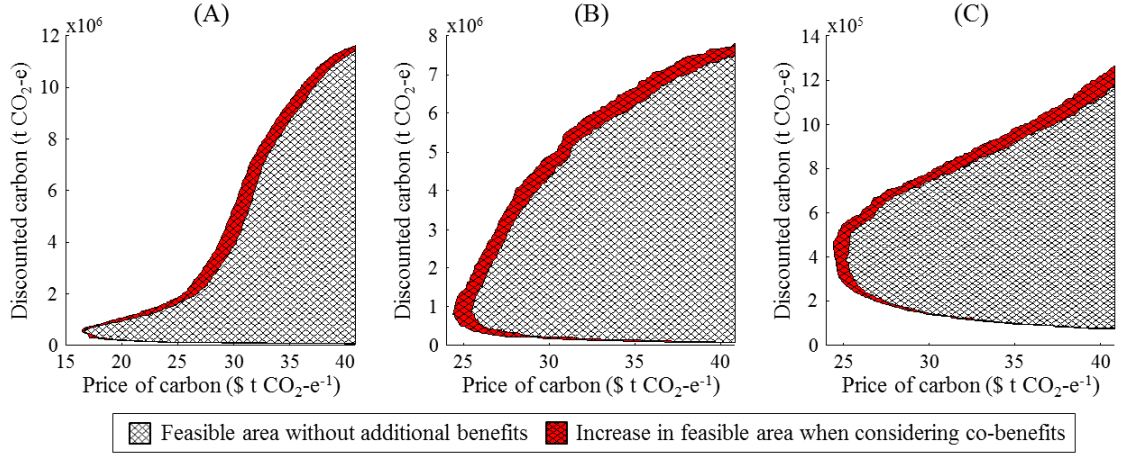 (A)
x10⁶
Discounted carbon (t CO₂-e)
12
10
8
6
4
2
0
15 20 25 30 35 40
Price of carbon ($ t CO₂-e⁻¹)
(B)
x10⁶
Discounted carbon (t CO₂-e)
8
7
6
5
4
3
2
1
0
25 30 35 40
Price of carbon ($ t CO₂-e⁻¹)
(C)
x10⁵
Discounted carbon (t CO₂-e)
14
12
10
8
6
4
2
0
25 30 35 40
Price of carbon ($ t CO₂-e⁻¹)
Feasible area without additional benefits Increase in feasible area when considering co-benefits